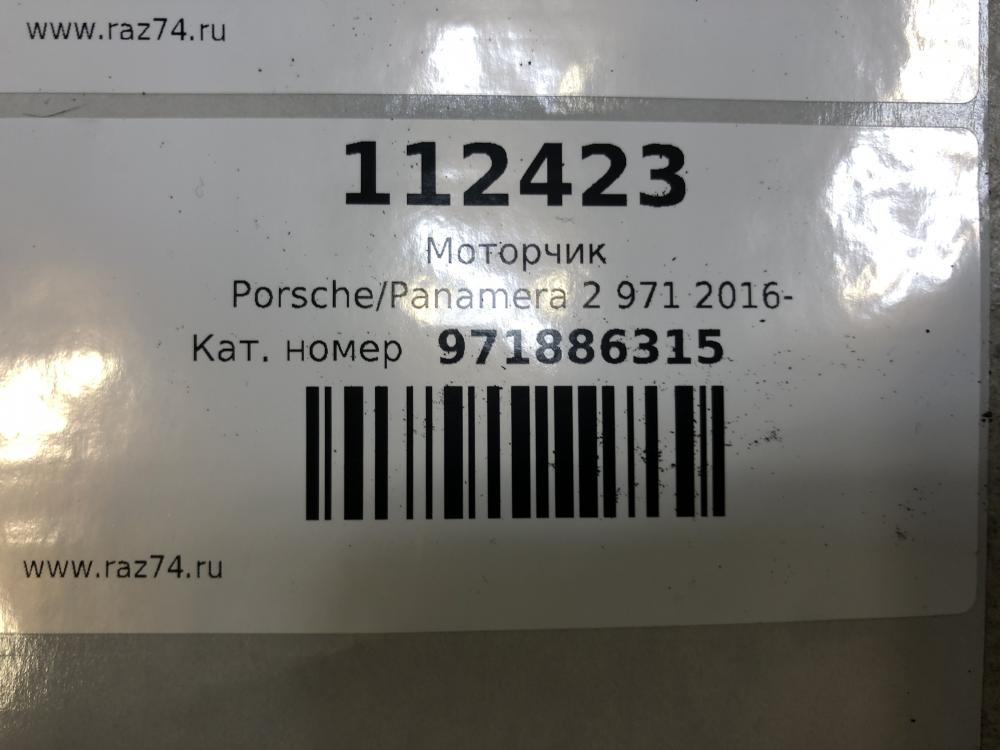 www.raz74.ru
112423
Моторчик
Porsche/Panamera 2 971 2016-
Кат. номер 971886315
www.raz74.ru